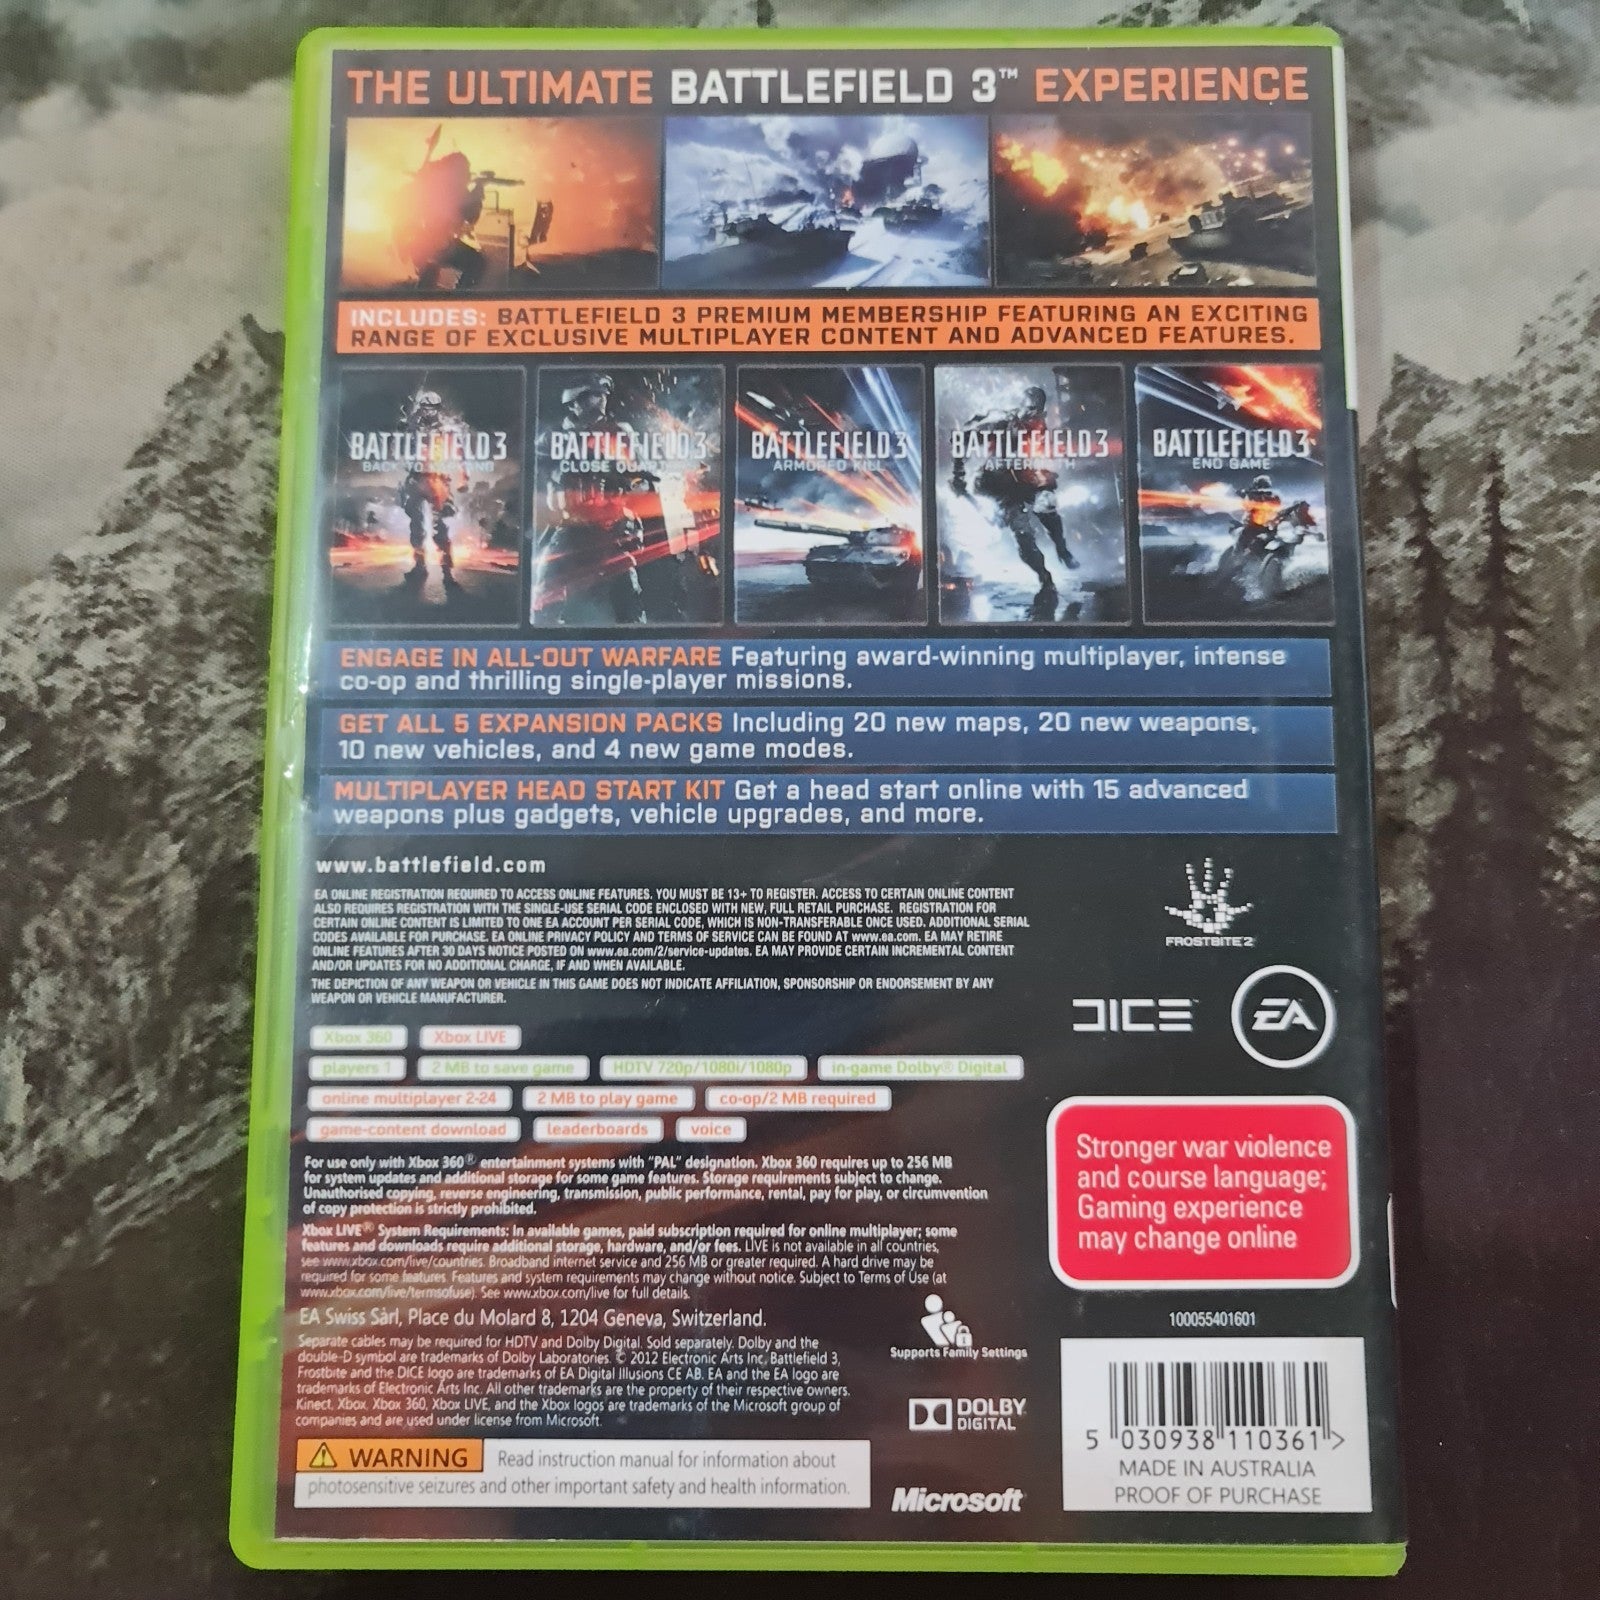 THE ULTIMATE BATTLEFIELD 3™ EXPERIENCE
INCLUDES: BATTLEFIELD 3 PREMIUM MEMBERSHIP FEATURING AN EXCITING
RANGE OF EXCLUSIVE MULTIPLAYER CONTENT AND ADVANCED FEATURES.
BATTLEFIELD 3
BACK TO KARKAND
BATTLEFIELD 3
CLOSE QUARTERS
BATTLEFIELD 3
ARMORED KILL
BATTLEFIELD 3
AFTERMATH
BATTLEFIELD 3
END GAME
ENGAGE IN ALL-OUT WARFARE Featuring award-winning multiplayer, intense
co-op and thrilling single-player missions.
GET ALL 5 EXPANSION PACKS Including 20 new maps, 20 new weapons,
10 new vehicles, and 4 new game modes.
MULTIPLAYER HEAD START KIT Get a head start online with 15 advanced
weapons plus gadgets, vehicle upgrades, and more.
www.battlefield.com
EA ONLINE REGISTRATION REQUIRED TO ACCESS ONLINE FEATURES. YOU MUST BE 13+ TO REGISTER. ACCESS TO CERTAIN ONLINE CONTENT
ALSO REQUIRES REGISTRATION WITH THE SINGLE-USE SERIAL CODE ENCLOSED WITH NEW, FULL RETAIL PURCHASE. REGISTRATION FOR
CERTAIN ONLINE CONTENT IS LIMITED TO ONE EA ACCOUNT PER SERIAL CODE, WHICH IS NON-TRANSFERABLE ONCE USED. ADDITIONAL SERIAL
CODES AVAILABLE FOR PURCHASE. EA ONLINE PRIVACY POLICY AND TERMS OF SERVICE CAN BE FOUND AT www.ea.com. EA MAY RETIRE
ONLINE FEATURES AFTER 30 DAYS NOTICE POSTED ON www.ea.com/2/service-updates. EA MAY PROVIDE CERTAIN INCREMENTAL CONTENT
AND/OR UPDATES FOR NO ADDITIONAL CHARGE, IF AND WHEN AVAILABLE.
THE DEPICTION OF ANY WEAPON OR VEHICLE IN THIS GAME DOES NOT INDICATE AFFILIATION, SPONSORSHIP OR ENDORSEMENT BY ANY
WEAPON OR VEHICLE MANUFACTURER.
FROSTBITE 2
DICE
EA
Xbox 360 Xbox LIVE
players 1 2 MB to save game HDTV 720p/1080i/1080p in-game Dolby® Digital
online multiplayer 2-24 2 MB to play game co-op/2 MB required
game-content download leaderboards voice
For use only with Xbox 360® entertainment systems with "PAL" designation. Xbox 360 requires up to 256 MB
for system updates and additional storage for some game features. Storage requirements subject to change.
Unauthorised copying, reverse engineering, transmission, public performance, rental, pay for play, or circumvention
of copy protection is strictly prohibited.
Xbox LIVE® System Requirements: In available games, paid subscription required for online multiplayer; some
features and downloads require additional storage, hardware, and/or fees. LIVE is not available in all countries,
see www.xbox.com/live/countries. Broadband internet service and 256 MB or greater required. A hard drive may be
required for some features. Features and system requirements may change without notice. Subject to Terms of Use (at
www.xbox.com/live/termsofuse). See www.xbox.com/live for full details.
EA Swiss Sàrl, Place du Molard 8, 1204 Geneva, Switzerland.
Separate cables may be required for HDTV and Dolby Digital. Sold separately. Dolby and the
double-D symbol are trademarks of Dolby Laboratories. © 2012 Electronic Arts Inc. Battlefield 3,
Frostbite and the DICE logo are trademarks of EA Digital Illusions CE AB. EA and the EA logo are
trademarks of Electronic Arts Inc. All other trademarks are the property of their respective owners.
Kinect, Xbox, Xbox 360, Xbox LIVE, and the Xbox logos are trademarks of the Microsoft group of
companies and are used under license from Microsoft.
WARNING Read instruction manual for information about
photosensitive seizures and other important safety and health information.
Supports Family Settings
DOLBY
DIGITAL
Microsoft
Stronger war violence
and course language;
Gaming experience
may change online
100055401601
5 030938 110361 >
MADE IN AUSTRALIA
PROOF OF PURCHASE